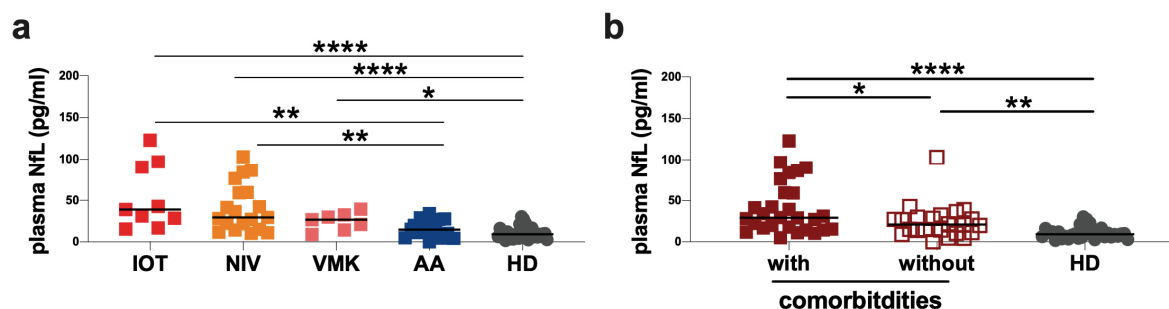 a
plasma NfL (pg/ml)
200
150
100
50
0
****
****
*
**
**
IOT NIV VMK AA HD
b
plasma NfL (pg/ml)
200
150
100
50
0
****
*
**
with without HD
comorbitdities